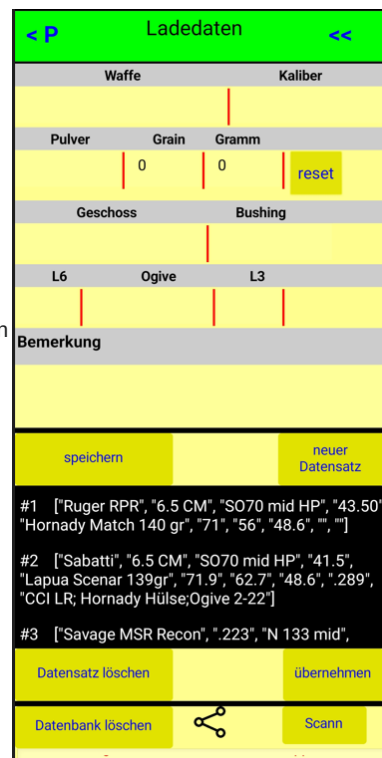 < P Ladedaten <<
Waffe Kaliber
Pulver Grain Gramm
0 0 reset
Geschoss Bushing
L6 Ogive L3
Bemerkung
speichern neuer Datensatz
#1 ["Ruger RPR", "6.5 CM", "SO70 mid HP", "43.50"
"Hornady Match 140 gr", "71", "56", "48.6", "", ""]
#2 ["Sabatti", "6.5 CM", "SO70 mid HP", "41.5",
"Lapua Scenar 139gr", "71.9", "62.7", "48.6", ".289",
"CCI LR; Hornady Hülse;Ogive 2-22"]
#3 ["Savage MSR Recon", ".223", "N 133 mid",
Datensatz löschen übernehmen
Datenbank löschen Scann